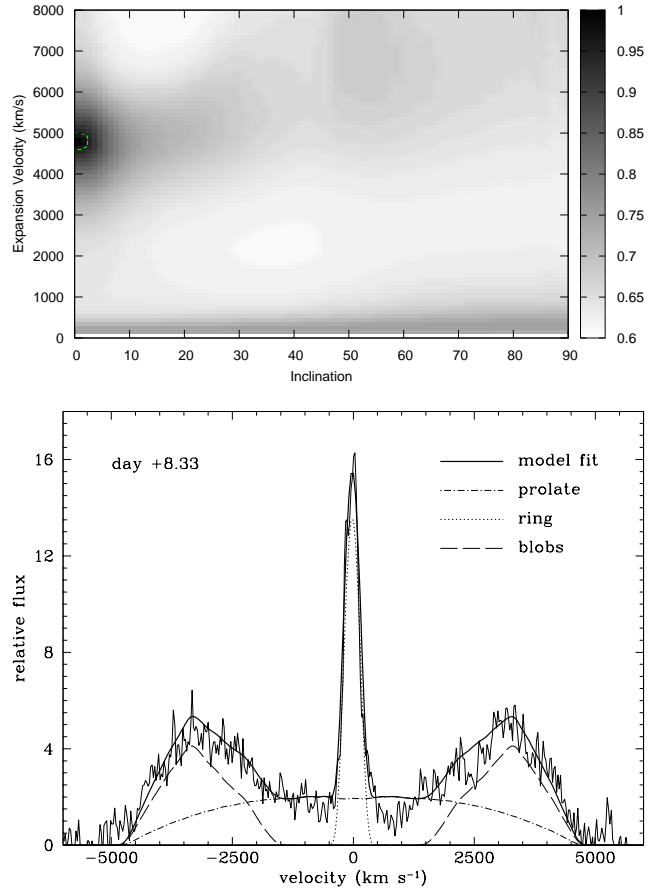 8000
7000
6000
5000
4000
3000
2000
1000
0
Expansion Velocity (km/s)
0 10 20 30 40 50 60 70 80 90
Inclination
1
0.95
0.9
0.85
0.8
0.75
0.7
0.65
0.6
day +8.33
model fit
prolate
ring
blobs
16
12
8
4
0
relative flux
−5000 −2500 0 2500 5000
velocity (km s⁻¹)